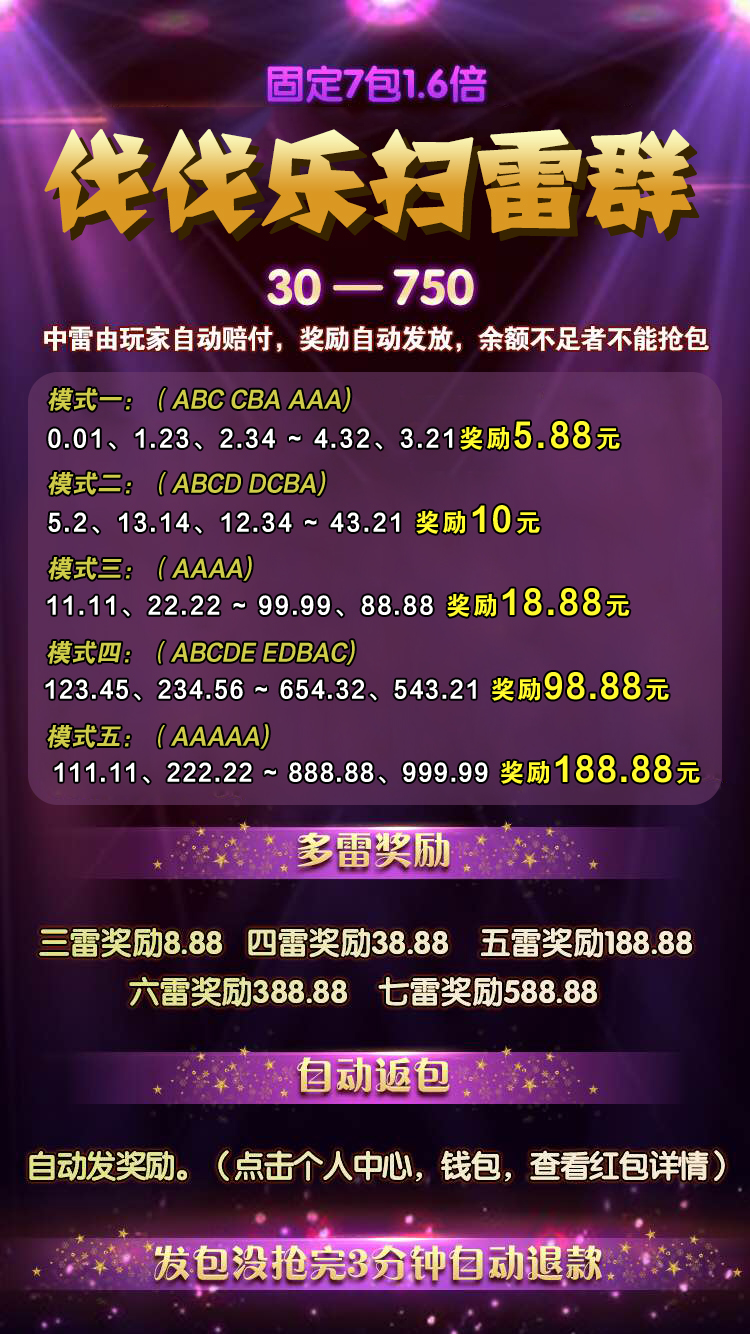 固定7包1.6倍
伐伐乐扫雷群
30 — 750
中雷由玩家自动赔付，奖励自动发放，余额不足者不能抢包
模式一：（ABC CBA AAA）
0.01、1.23、2.34 ~ 4.32、3.21奖励5.88元
模式二：（ABCD DCBA）
5.2、13.14、12.34 ~ 43.21 奖励10元
模式三：（AAAA）
11.11、22.22 ~ 99.99、88.88 奖励18.88元
模式四：（ABCDE EDBAC）
123.45、234.56 ~ 654.32、543.21 奖励98.88元
模式五：（AAAAA）
111.11、222.22 ~ 888.88、999.99 奖励188.88元
多雷奖励
三雷奖励8.88 四雷奖励38.88 五雷奖励188.88
六雷奖励388.88 七雷奖励588.88
自动返包
自动发奖励。（点击个人中心，钱包，查看红包详情）
发包没抢完3分钟自动退款